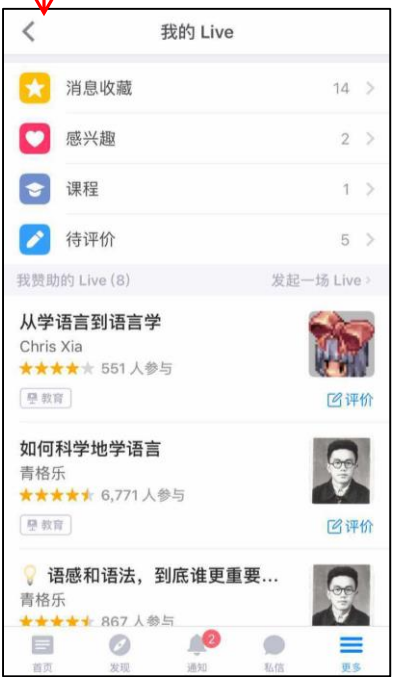 我的 Live
消息收藏 14
感兴趣 2
课程 1
待评价 5
我赞助的 Live (8) 发起一场 Live
从学语言到语言学
Chris Xia
551 人参与
教育 评价
如何科学地学语言
青格乐
6,771 人参与
教育 评价
语感和语法，到底谁更重要...
青格乐
867 人参与
2
首页 发现 通知 私信 更多